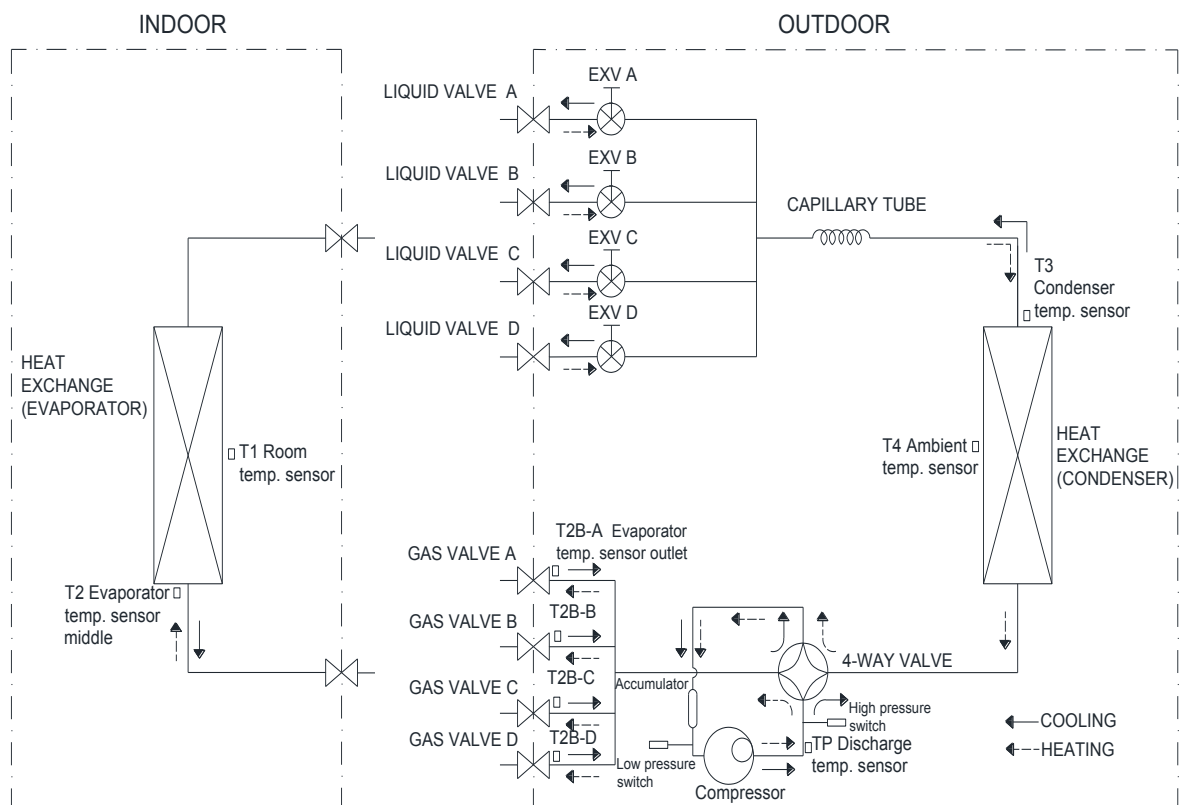 INDOOR
OUTDOOR
LIQUID VALVE A
EXV A
LIQUID VALVE B
EXV B
CAPILLARY TUBE
LIQUID VALVE C
EXV C
T3
Condenser
temp. sensor
LIQUID VALVE D
EXV D
HEAT
EXCHANGE
(EVAPORATOR)
T1 Room
temp. sensor
T4 Ambient
temp. sensor
HEAT
EXCHANGE
(CONDENSER)
T2 Evaporator
temp. sensor
middle
GAS VALVE A
T2B-A Evaporator
temp. sensor outlet
GAS VALVE B
T2B-B
4-WAY VALVE
T2B-C
Accumulator
GAS VALVE C
High pressure
switch
COOLING
GAS VALVE D
T2B-D
HEATING
Low pressure
switch
TP Discharge
temp. sensor
Compressor